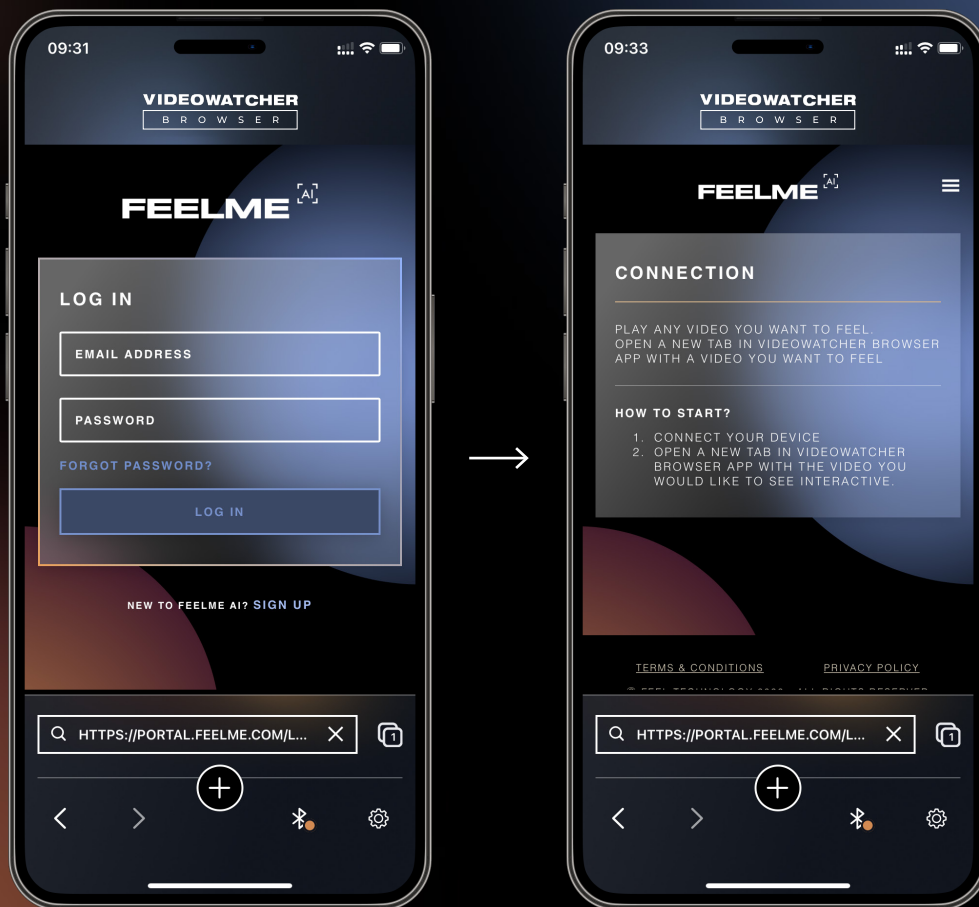 09:31
VIDEOWATCHER
BROWSER
FEELME [AI]
LOG IN
EMAIL ADDRESS
PASSWORD
FORGOT PASSWORD?
LOG IN
NEW TO FEELME AI? SIGN UP
HTTPS://PORTAL.FEELME.COM/L...
1
09:33
VIDEOWATCHER
BROWSER
FEELME [AI]
CONNECTION
PLAY ANY VIDEO YOU WANT TO FEEL.
OPEN A NEW TAB IN VIDEOWATCHER BROWSER
APP WITH A VIDEO YOU WANT TO FEEL
HOW TO START?
1. CONNECT YOUR DEVICE
2. OPEN A NEW TAB IN VIDEOWATCHER
BROWSER APP WITH THE VIDEO YOU
WOULD LIKE TO SEE INTERACTIVE.
TERMS & CONDITIONS PRIVACY POLICY
HTTPS://PORTAL.FEELME.COM/L...
1